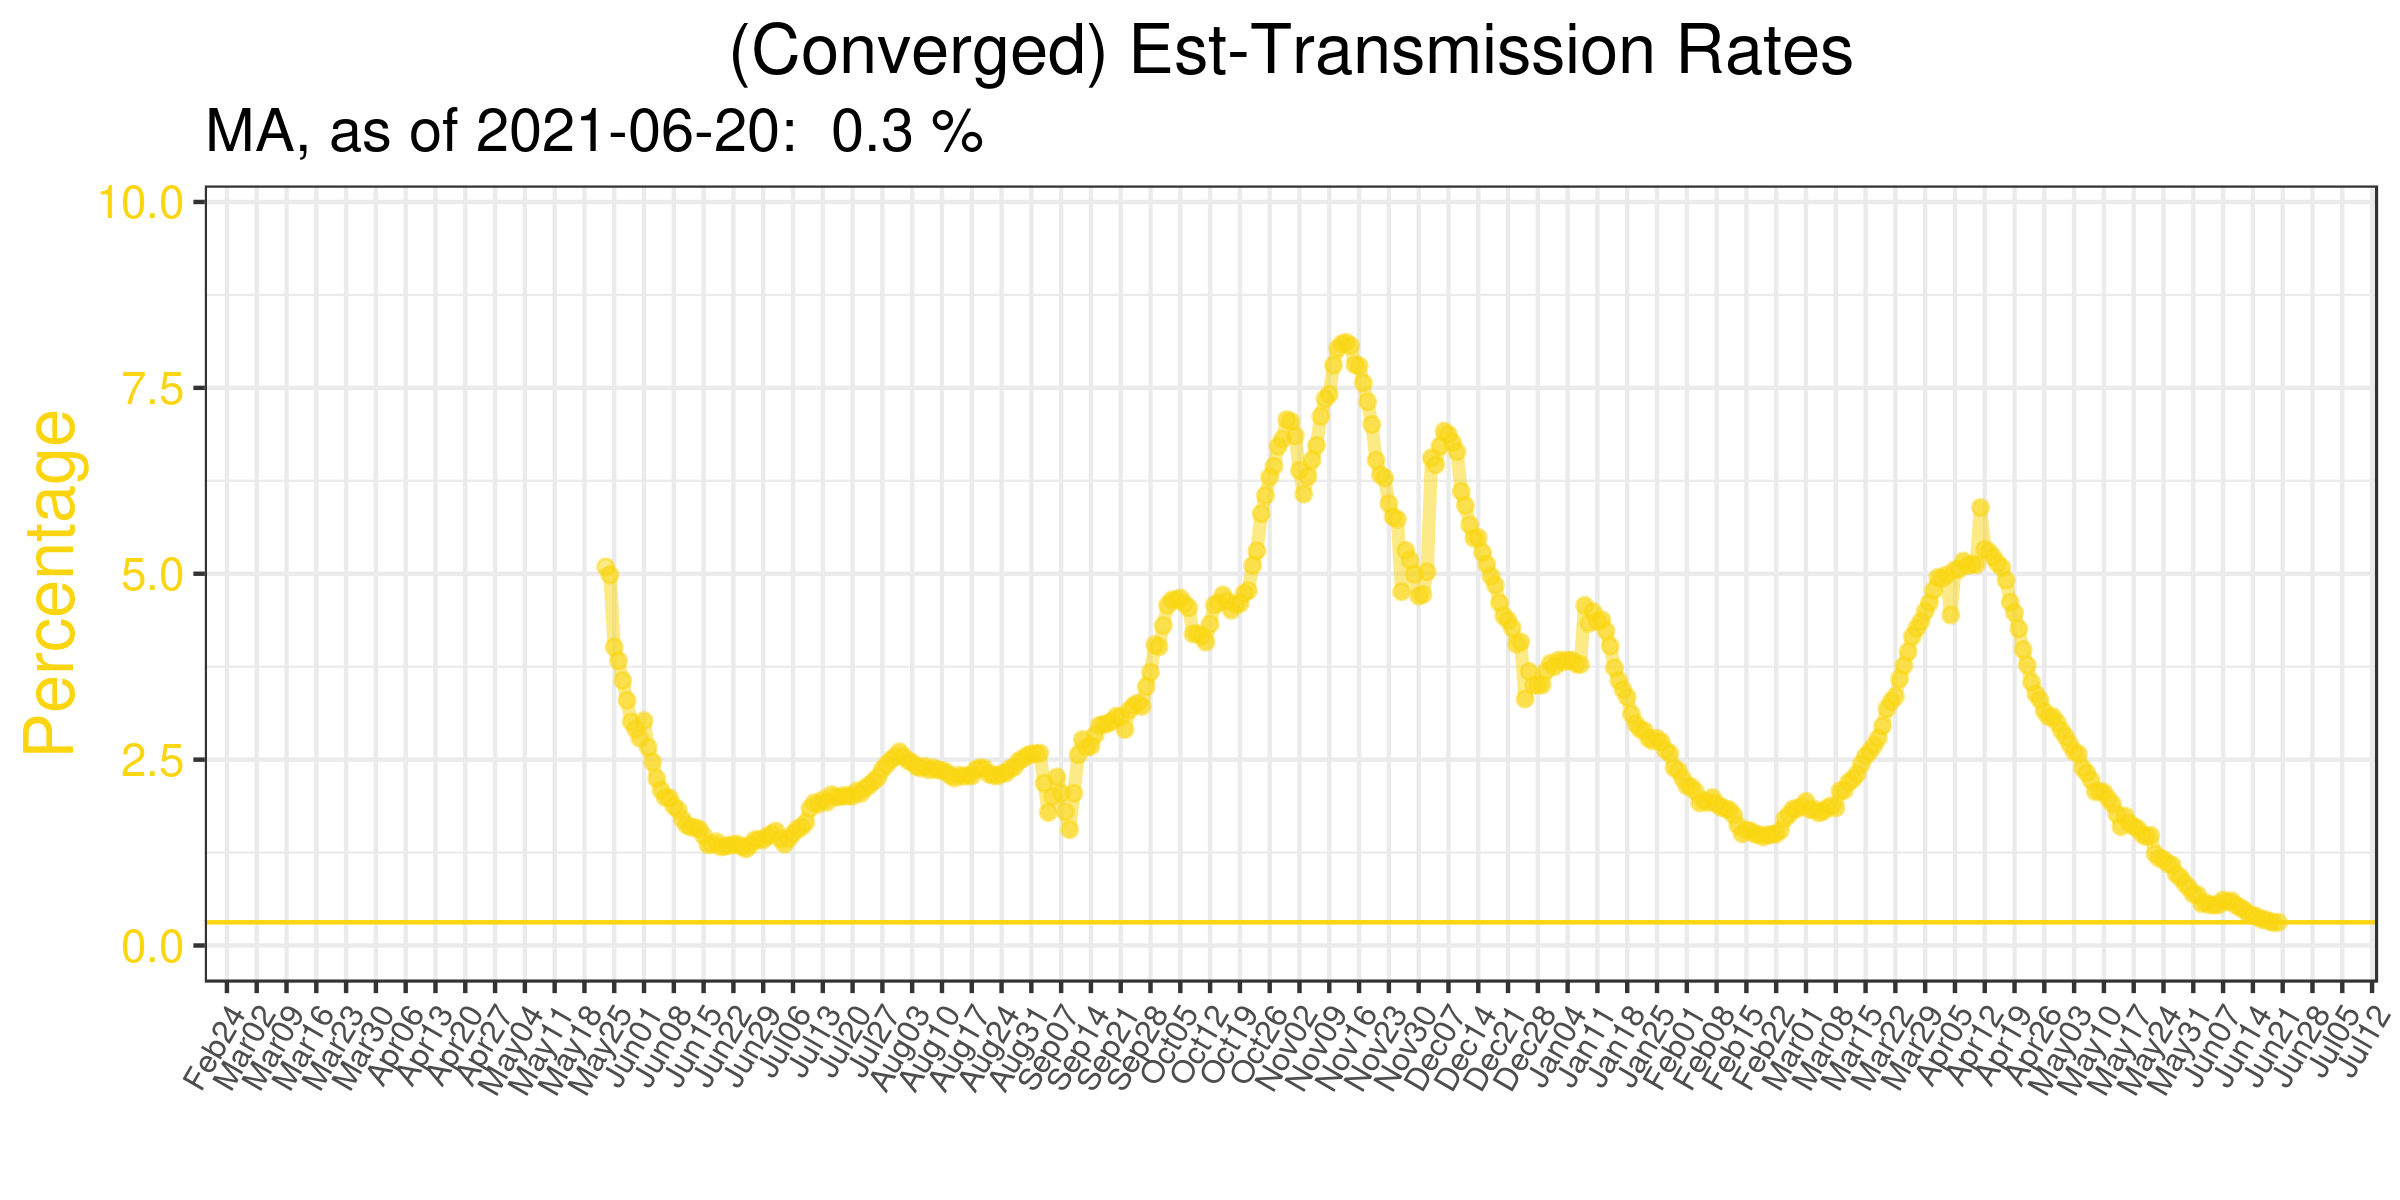 (Converged) Est-Transmission Rates
MA, as of 2021-06-20: 0.3 %
Percentage
10.0
7.5
5.0
2.5
0.0
Feb24
Mar02
Mar09
Mar16
Mar23
Mar30
Apr06
Apr13
Apr20
Apr27
May04
May11
May18
May25
Jun01
Jun08
Jun15
Jun22
Jun29
Jul06
Jul13
Jul20
Jul27
Aug03
Aug10
Aug17
Aug24
Aug31
Sep07
Sep14
Sep21
Sep28
Oct05
Oct12
Oct19
Oct26
Nov02
Nov09
Nov16
Nov23
Nov30
Dec07
Dec14
Dec21
Dec28
Jan04
Jan11
Jan18
Jan25
Feb01
Feb08
Feb15
Feb22
Mar01
Mar08
Mar15
Mar22
Mar29
Apr05
Apr12
Apr19
Apr26
May03
May10
May17
May24
May31
Jun07
Jun14
Jun21
Jun28
Jul05
Jul12